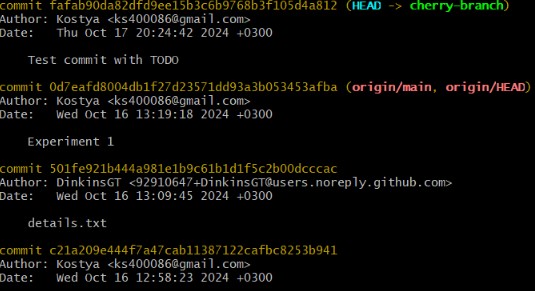 commit fafab90da82dfd9ee15b3c6b9768b3f105d4a812 (HEAD -> cherry-branch)
Author: Kostya <ks400086@gmail.com>
Date:   Thu Oct 17 20:24:42 2024 +0300
Test commit with TODO
commit 0d7eafd8004db1f27d23571dd93a3b053453afba (origin/main, origin/HEAD)
Author: Kostya <ks400086@gmail.com>
Date:   Wed Oct 16 13:19:18 2024 +0300
Experiment 1
commit 501fe921b444a981e1b9c61b1d1f5c2b00dcccac
Author: DinkinsGT <92910647+DinkinsGT@users.noreply.github.com>
Date:   Wed Oct 16 13:09:45 2024 +0300
details.txt
commit c21a209e444f7a47cab11387122cafbc8253b941
Author: Kostya <ks400086@gmail.com>
Date:   Wed Oct 16 12:58:23 2024 +0300